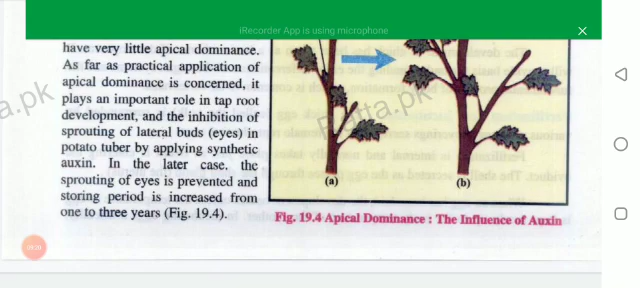 iRecorder App is using microphone
have very little apical dominance.
As far as practical application of
apical dominance is concerned, it
plays an important role in tap root
development, and the inhibition of
sprouting of lateral buds (eyes) in
potato tuber by applying synthetic
auxin. In the later case, the
sprouting of eyes is prevented and
storing period is increased from
one to three years (Fig. 19.4).
(a)
(b)
Fig. 19.4 Apical Dominance : The Influence of Auxin
a.pk